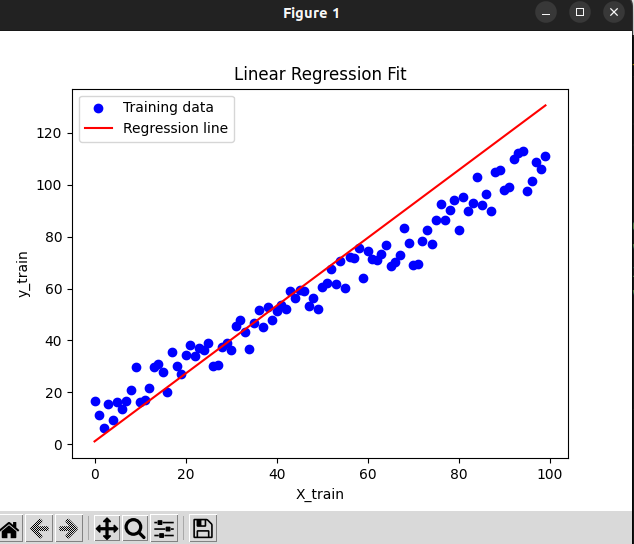 Figure 1
Linear Regression Fit
Training data
Regression line
120
100
80
60
40
20
0
y_train
0 20 40 60 80 100
X_train